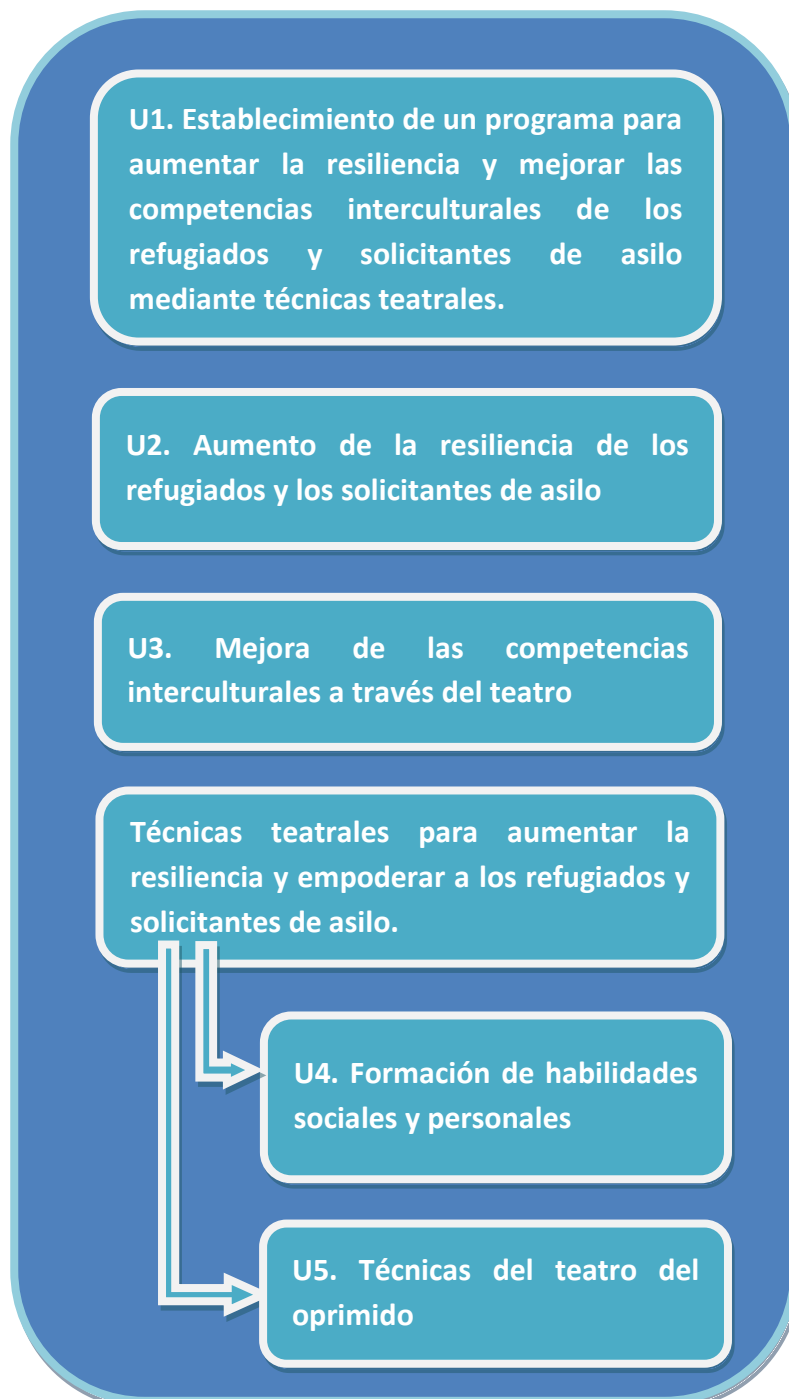 U1. Establecimiento de un programa para
aumentar la resiliencia y mejorar las
competencias interculturales de los
refugiados y solicitantes de asilo
mediante técnicas teatrales.
U2. Aumento de la resiliencia de los
refugiados y los solicitantes de asilo
U3. Mejora de las competencias
interculturales a través del teatro
Técnicas teatrales para aumentar la
resiliencia y empoderar a los refugiados y
solicitantes de asilo.
U4. Formación de habilidades
sociales y personales
U5. Técnicas del teatro del
oprimido